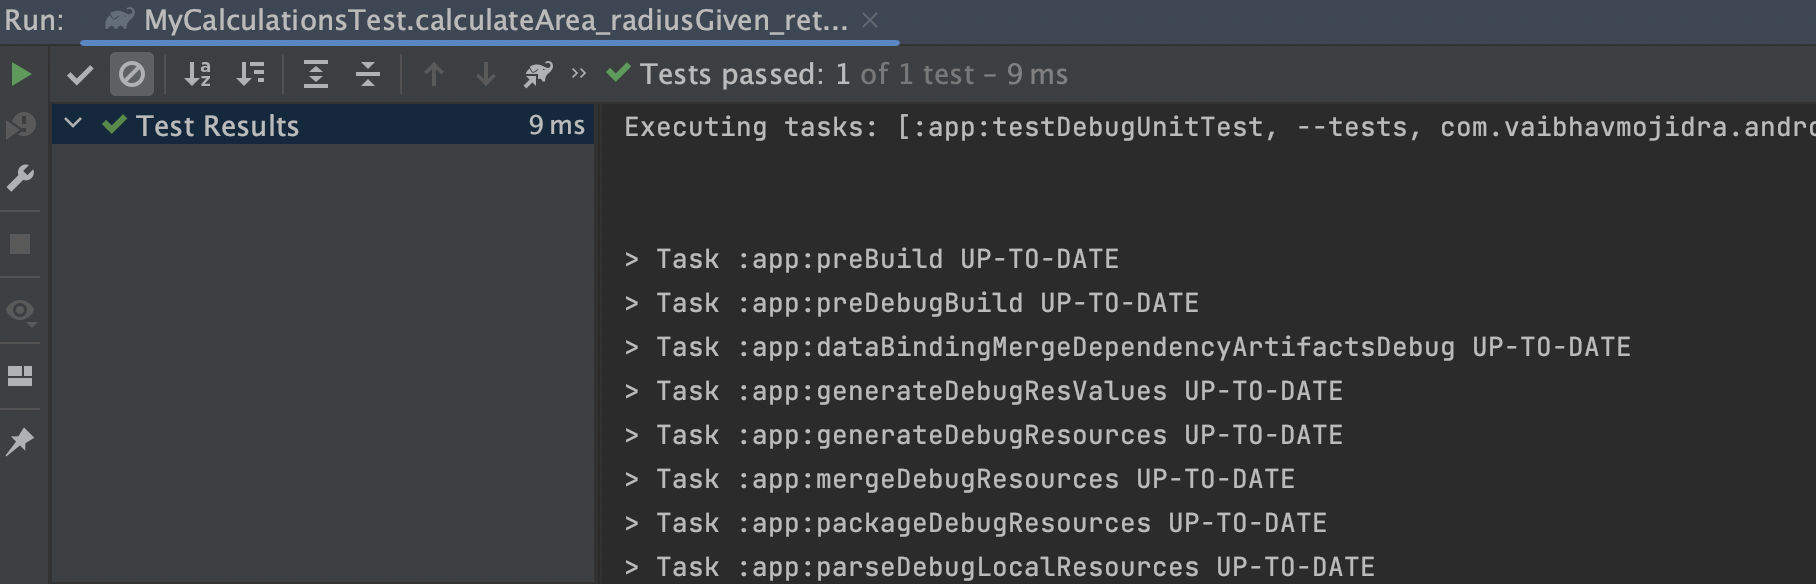 Run: MyCalculationsTest.calculateArea_radiusGiven_ret...
Tests passed: 1 of 1 test – 9 ms
Test Results 9 ms
Executing tasks: [:app:testDebugUnitTest, --tests, com.vaibhavmojidra.andro
> Task :app:preBuild UP-TO-DATE
> Task :app:preDebugBuild UP-TO-DATE
> Task :app:dataBindingMergeDependencyArtifactsDebug UP-TO-DATE
> Task :app:generateDebugResValues UP-TO-DATE
> Task :app:generateDebugResources UP-TO-DATE
> Task :app:mergeDebugResources UP-TO-DATE
> Task :app:packageDebugResources UP-TO-DATE
> Task :app:parseDebugLocalResources UP-TO-DATE